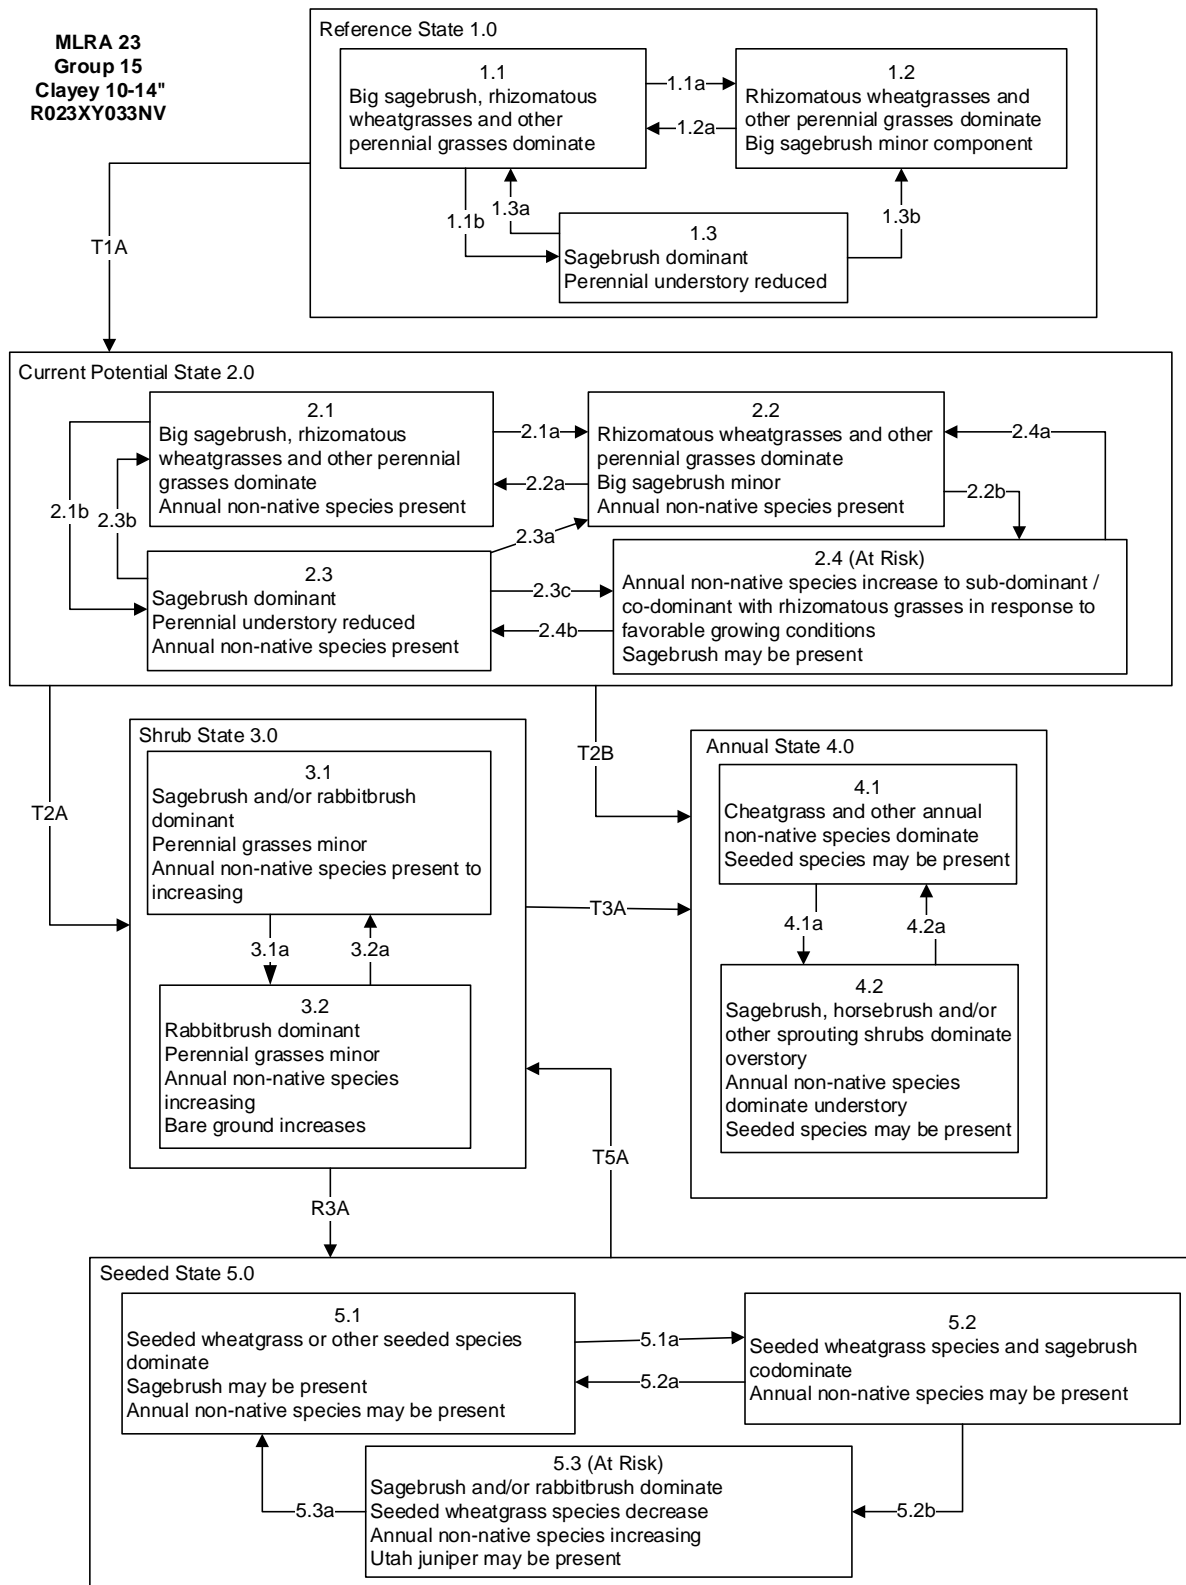 MLRA 23
Group 15
Clayey 10-14"
R023XY033NV
Reference State 1.0
1.1
Big sagebrush, rhizomatous
wheatgrasses and other
perennial grasses dominate
1.1a
1.2a
1.2
Rhizomatous wheatgrasses and
other perennial grasses dominate
Big sagebrush minor component
1.1b
1.3a
1.3b
1.3
Sagebrush dominant
Perennial understory reduced
T1A
Current Potential State 2.0
2.1
Big sagebrush, rhizomatous
wheatgrasses and other perennial
grasses dominate
Annual non-native species present
2.1a
2.2a
2.2
Rhizomatous wheatgrasses and other
perennial grasses dominate
Big sagebrush minor
Annual non-native species present
2.4a
2.2b
2.1b
2.3b
2.3a
2.3
Sagebrush dominant
Perennial understory reduced
Annual non-native species present
2.3c
2.4b
2.4 (At Risk)
Annual non-native species increase to sub-dominant /
co-dominant with rhizomatous grasses in response to
favorable growing conditions
Sagebrush may be present
T2A
T2B
Shrub State 3.0
3.1
Sagebrush and/or rabbitbrush
dominant
Perennial grasses minor
Annual non-native species present to
increasing
3.1a
3.2a
3.2
Rabbitbrush dominant
Perennial grasses minor
Annual non-native species
increasing
Bare ground increases
T3A
Annual State 4.0
4.1
Cheatgrass and other annual
non-native species dominate
Seeded species may be present
4.1a
4.2a
4.2
Sagebrush, horsebrush and/or
other sprouting shrubs dominate
overstory
Annual non-native species
dominate understory
Seeded species may be present
R3A
T5A
Seeded State 5.0
5.1
Seeded wheatgrass or other seeded species
dominate
Sagebrush may be present
Annual non-native species may be present
5.1a
5.2a
5.2
Seeded wheatgrass species and sagebrush
codominate
Annual non-native species may be present
5.3a
5.2b
5.3 (At Risk)
Sagebrush and/or rabbitbrush dominate
Seeded wheatgrass species decrease
Annual non-native species increasing
Utah juniper may be present